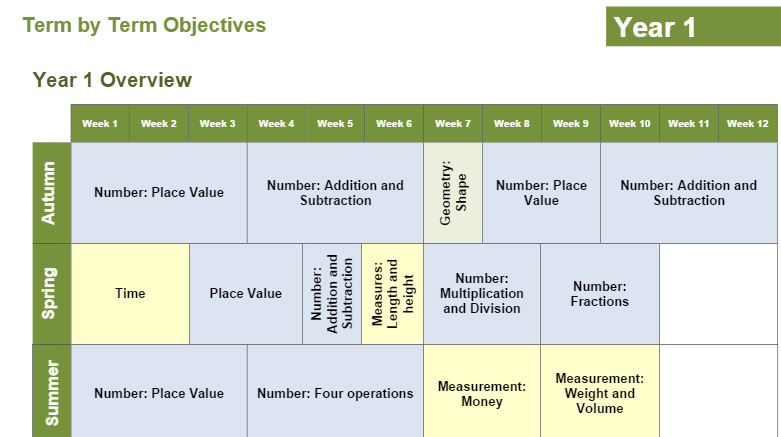 Term by Term Objectives
Year 1
Year 1 Overview
Week 1 Week 2 Week 3 Week 4 Week 5 Week 6 Week 7 Week 8 Week 9 Week 10 Week 11 Week 12
Autumn
Number: Place Value
Number: Addition and
Subtraction
Geometry:
Shape
Number: Place
Value
Number: Addition and
Subtraction
Spring
Time
Place Value
Number:
Addition and
Subtraction
Measures:
Length and
height
Number:
Multiplication
and Division
Number:
Fractions
Summer
Number: Place Value
Number: Four operations
Measurement:
Money
Measurement:
Weight and
Volume